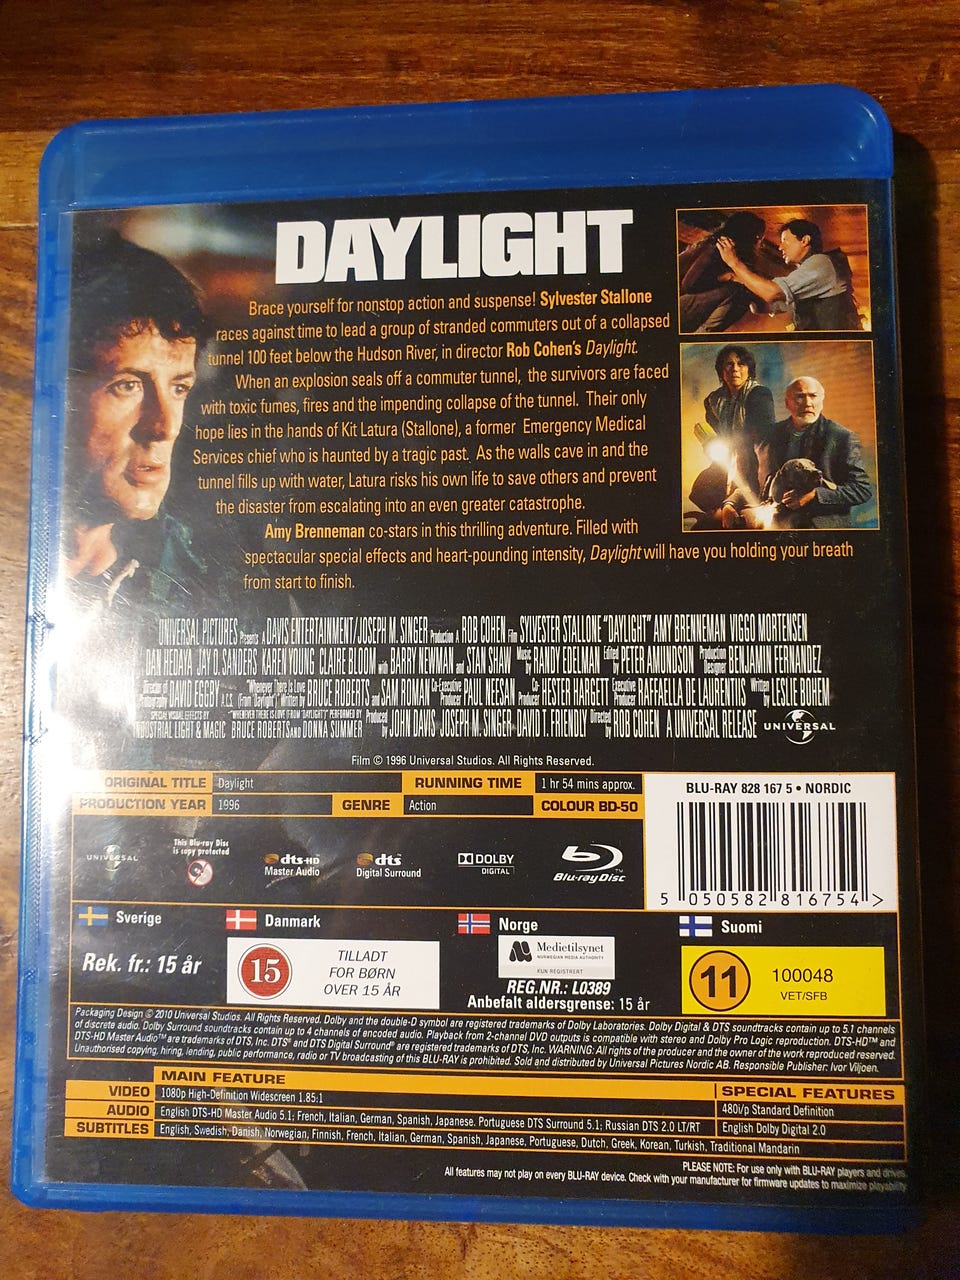 DAYLIGHT
Brace yourself for nonstop action and suspense! Sylvester Stallone
races against time to lead a group of stranded commuters out of a collapsed
tunnel 100 feet below the Hudson River, in director Rob Cohen's Daylight.
When an explosion seals off a commuter tunnel, the survivors are faced
with toxic fumes, fires and the impending collapse of the tunnel. Their only
hope lies in the hands of Kit Latura (Stallone), a former Emergency Medical
Services chief who is haunted by a tragic past. As the walls cave in and the
tunnel fills up with water, Latura risks his own life to save others and prevent
the disaster from escalating into an even greater catastrophe.
Amy Brenneman co-stars in this thrilling adventure. Filled with
spectacular special effects and heart-pounding intensity, Daylight will have you holding your breath
from start to finish.
UNIVERSAL PICTURES Presents A DAVIS ENTERTAINMENT/JOSEPH M. SINGER Production A ROB COHEN Film SYLVESTER STALLONE "DAYLIGHT" AMY BRENNEMAN VIGGO MORTENSEN
DAN HEDAYA JAY O. SANDERS KAREN YOUNG CLAIRE BLOOM with BARRY NEWMAN and STAN SHAW Music by RANDY EDELMAN Edited by PETER AMUNDSON Production Designer BENJAMIN FERNANDEZ
Director of Photography DAVID EGGBY A.C.S. "Whenever There Is Love (From Daylight)" Written by BRUCE ROBERTS and SAM ROMAN Co-Executive Producer PAUL NEESAN Co-Producer HESTER HARGETT Executive Producer RAFFAELLA DE LAURENTIIS Written by LESLIE BOHEM
SPECIAL VISUAL EFFECTS BY INDUSTRIAL LIGHT & MAGIC "WHENEVER THERE IS LOVE (FROM DAYLIGHT)" PERFORMED BY BRUCE ROBERTS AND DONNA SUMMER Produced by JOHN DAVIS JOSEPH M. SINGER DAVID T. FRIENDLY Directed by ROB COHEN A UNIVERSAL RELEASE UNIVERSAL
Film © 1996 Universal Studios. All Rights Reserved.
ORIGINAL TITLE Daylight RUNNING TIME 1 hr 54 mins approx.
PRODUCTION YEAR 1996 GENRE Action COLOUR BD-50
BLU-RAY 828 167 5 • NORDIC
5 050582 816754 >
UNIVERSAL
This Blu-ray Disc
is copy protected
dts-HD
Master Audio
dts
Digital Surround
DOLBY
DIGITAL
Blu-ray Disc
TM
Sverige
Danmark
Norge
Suomi
Rek. fr.: 15 år
15
TILLADT
FOR BØRN
OVER 15 ÅR
Medietilsynet
NORWEGIAN MEDIA AUTHORITY
KUN REGISTRERT
REG.NR.: L0389
Anbefalt aldersgrense: 15 år
11
100048
VET/SFB
Packaging Design © 2010 Universal Studios. All Rights Reserved. Dolby and the double-D symbol are registered trademarks of Dolby Laboratories. Dolby Digital & DTS soundtracks contain up to 5.1 channels
of discrete audio. Dolby Surround soundtracks contain up to 4 channels of encoded audio. Playback from 2-channel DVD outputs is compatible with stereo and Dolby Pro Logic reproduction. DTS-HD™ and
DTS-HD Master Audio™ are trademarks of DTS, Inc. DTS® and DTS Digital Surround® are registered trademarks of DTS, Inc. WARNING: All rights of the producer and the owner of the work reproduced reserved.
Unauthorised copying, hiring, lending, public performance, radio or TV broadcasting of this BLU-RAY is prohibited. Sold and distributed by Universal Pictures Nordic AB. Responsible Publisher: Ivor Viljoen.
MAIN FEATURE
VIDEO 1080p High-Definition Widescreen 1.85:1
AUDIO English DTS-HD Master Audio 5.1; French, Italian, German, Spanish, Japanese. Portuguese DTS Surround 5.1; Russian DTS 2.0 LT/RT
SUBTITLES English, Swedish, Danish, Norwegian, Finnish, French, Italian, German, Spanish, Japanese, Portuguese, Dutch, Greek, Korean, Turkish, Traditional Mandarin
SPECIAL FEATURES
480i/p Standard Definition
English Dolby Digital 2.0
PLEASE NOTE: For use only with BLU-RAY players and drives.
All features may not play on every BLU-RAY device. Check with your manufacturer for firmware updates to maximize playability.